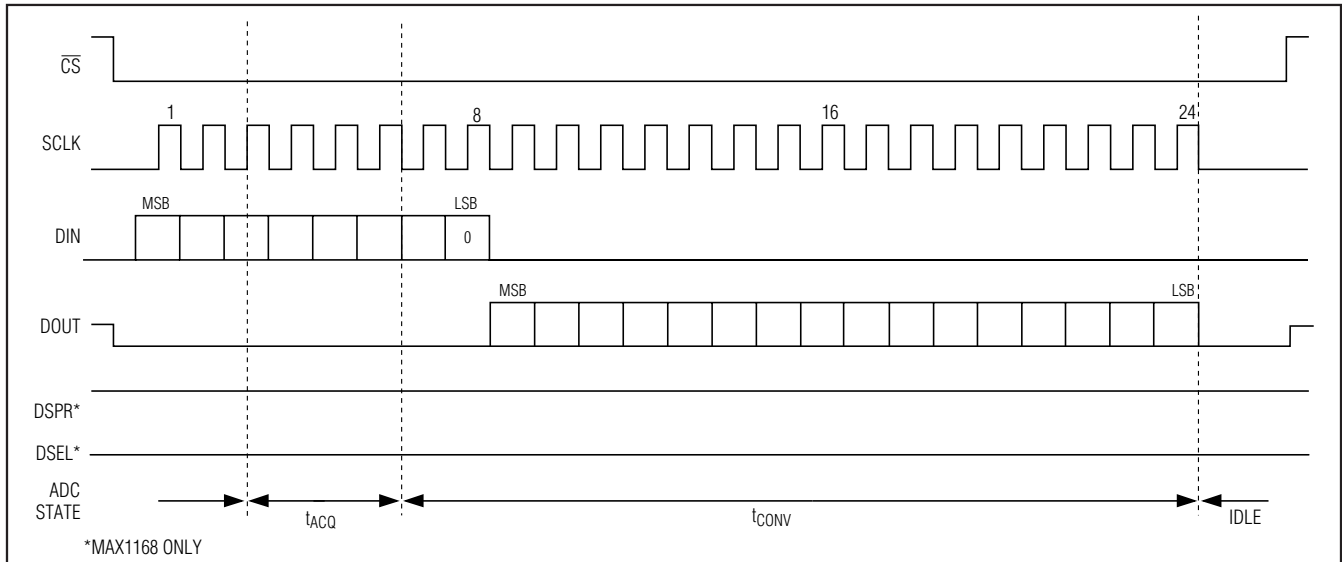 CS
1 8 16 24
SCLK
MSB LSB
DIN 0
MSB LSB
DOUT
DSPR*
DSEL*
ADC
STATE
tACQ tCONV IDLE
*MAX1168 ONLY